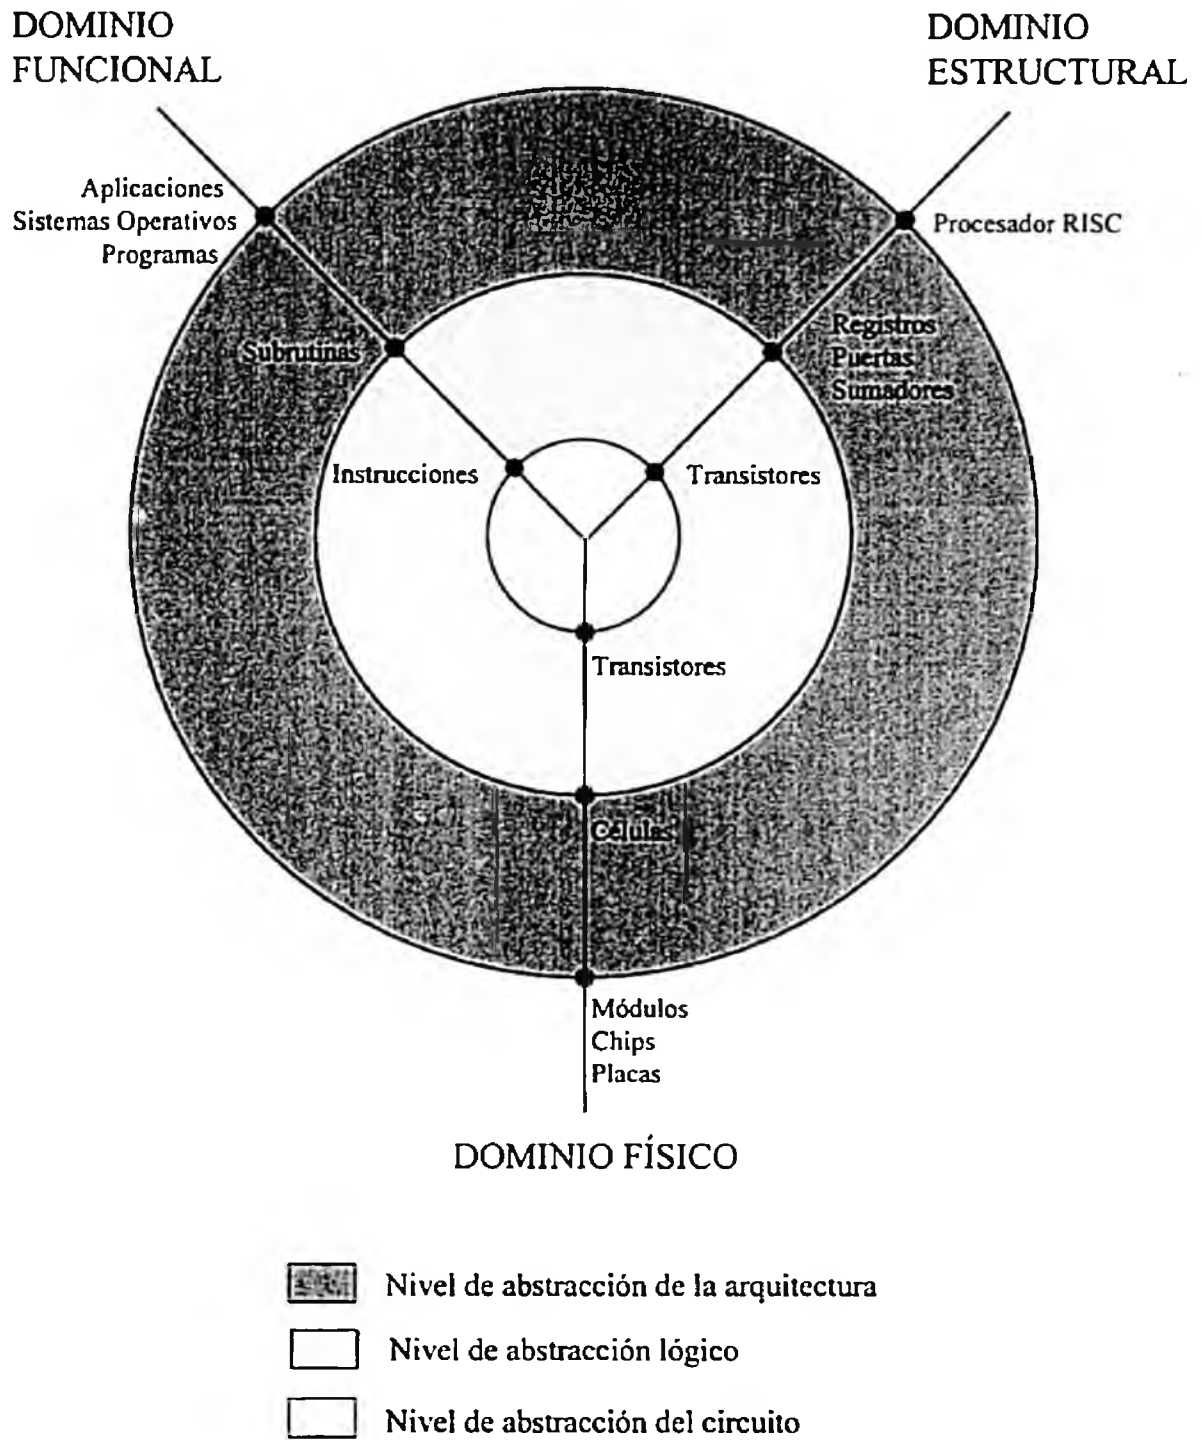 DOMINIO
FUNCIONAL
DOMINIO
ESTRUCTURAL
Aplicaciones
Sistemas Operativos
Programas
Procesador RISC
Subrutinas
Registros
Puertas
Sumadores
Instrucciones
Transistores
Transistores
Células
Módulos
Chips
Placas
DOMINIO FÍSICO
Nivel de abstracción de la arquitectura
Nivel de abstracción lógico
Nivel de abstracción del circuito